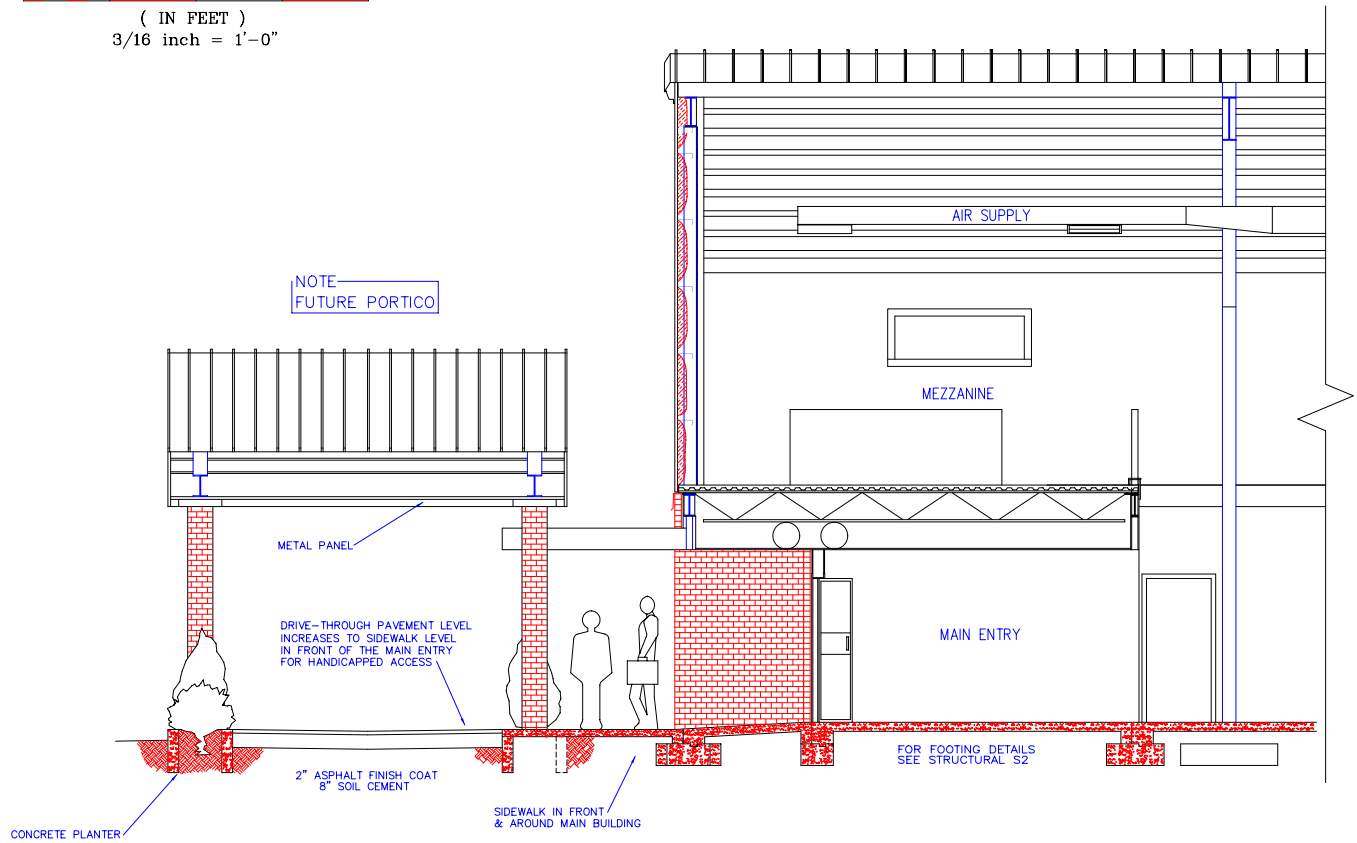 ( IN FEET )
3/16 inch = 1'-0"
AIR SUPPLY
NOTE
FUTURE PORTICO
MEZZANINE
METAL PANEL
DRIVE-THROUGH PAVEMENT LEVEL
INCREASES TO SIDEWALK LEVEL
IN FRONT OF THE MAIN ENTRY
FOR HANDICAPPED ACCESS
MAIN ENTRY
FOR FOOTING DETAILS
SEE STRUCTURAL S2
2" ASPHALT FINISH COAT
8" SOIL CEMENT
SIDEWALK IN FRONT
& AROUND MAIN BUILDING
CONCRETE PLANTER